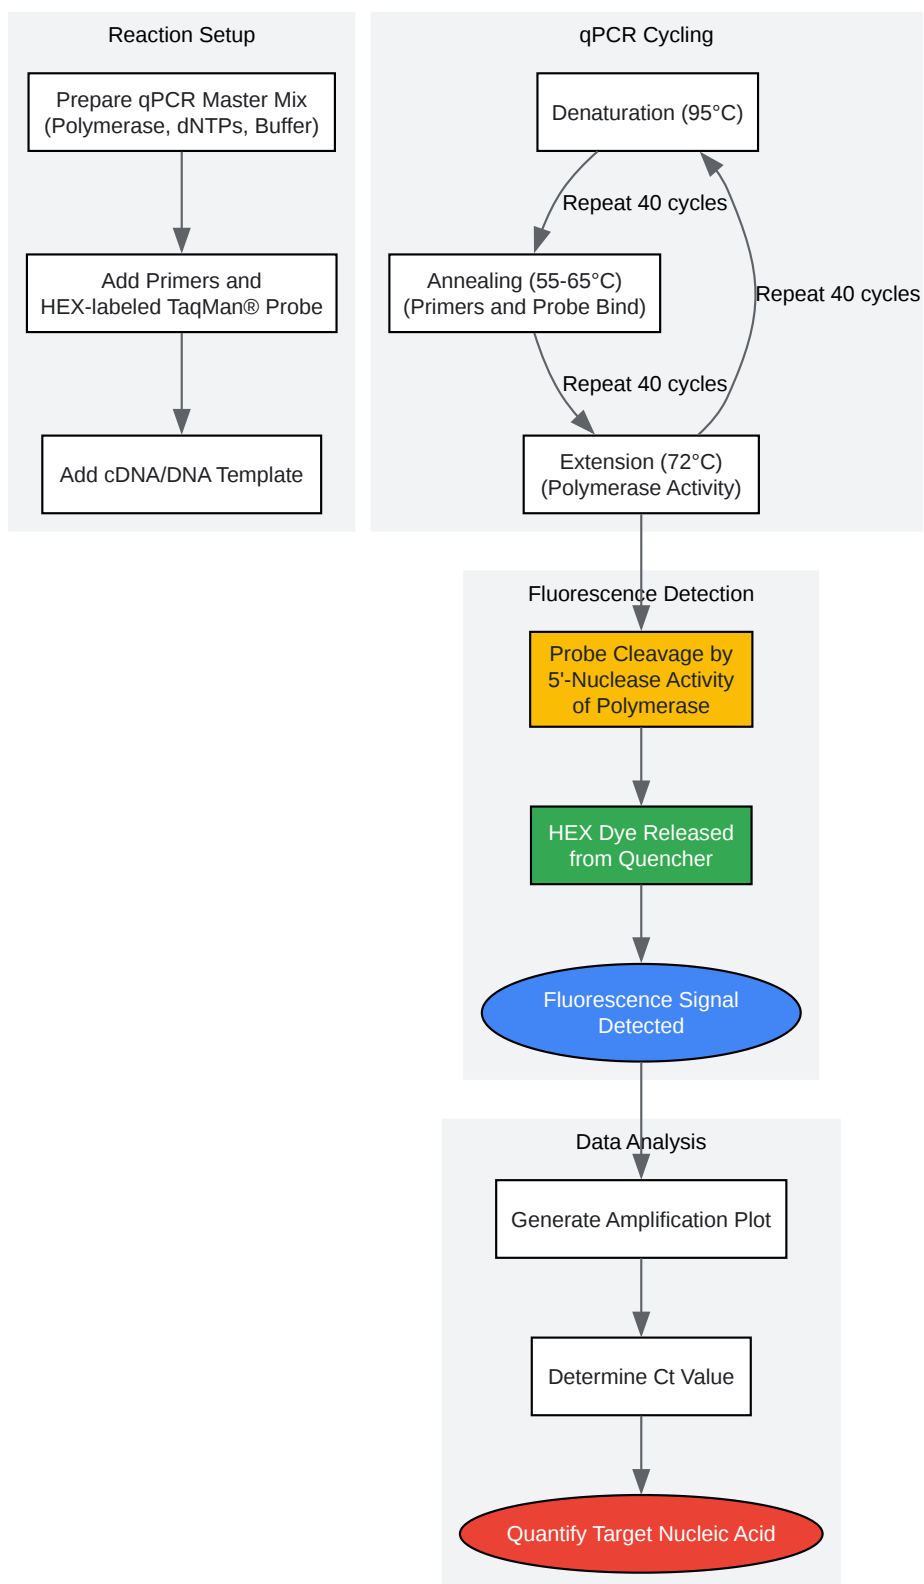 Reaction Setup
Prepare qPCR Master Mix
(Polymerase, dNTPs, Buffer)
Add Primers and
HEX-labeled TaqMan® Probe
Add cDNA/DNA Template
qPCR Cycling
Denaturation (95°C)
Repeat 40 cycles
Annealing (55-65°C)
(Primers and Probe Bind)
Repeat 40 cycles
Repeat 40 cycles
Extension (72°C)
(Polymerase Activity)
Fluorescence Detection
Probe Cleavage by
5'-Nuclease Activity
of Polymerase
HEX Dye Released
from Quencher
Fluorescence Signal
Detected
Data Analysis
Generate Amplification Plot
Determine Ct Value
Quantify Target Nucleic Acid